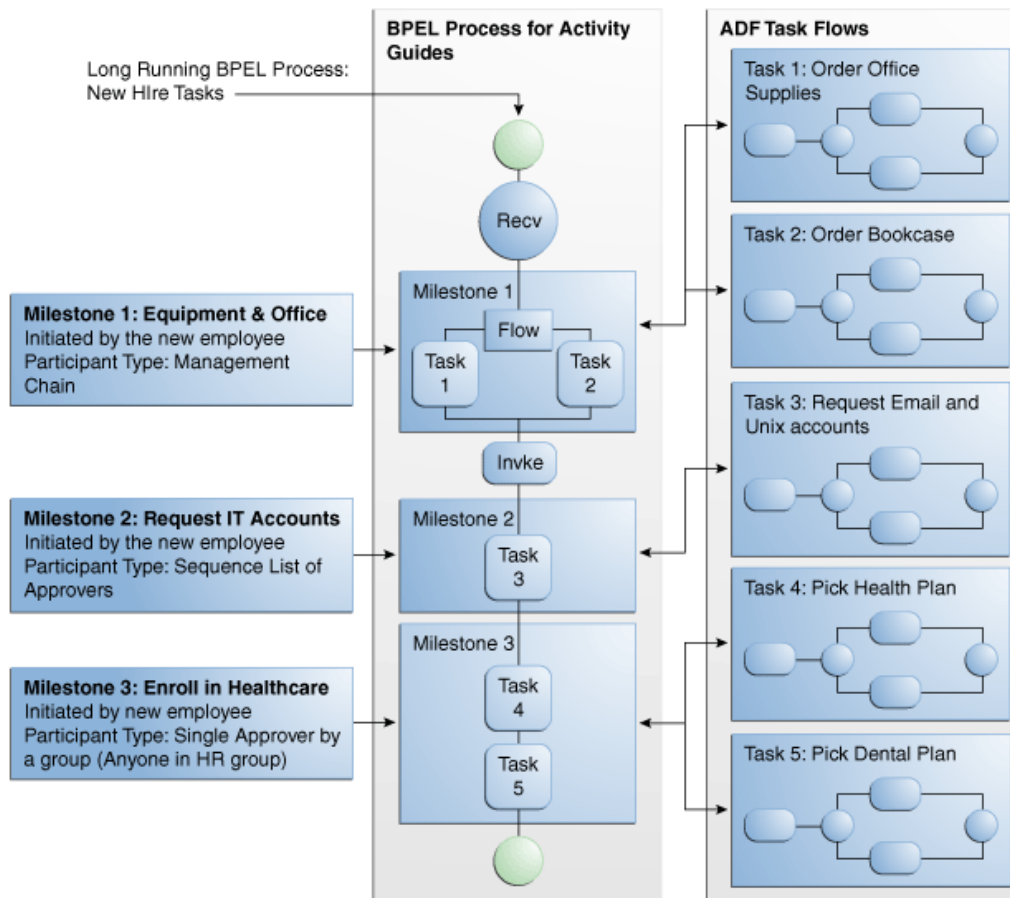 BPEL Process for Activity
Guides
ADF Task Flows
Long Running BPEL Process:
New HIre Tasks
Task 1: Order Office
Supplies
Recv
Task 2: Order Bookcase
Milestone 1
Flow
Task
1
Task
2
Milestone 1: Equipment & Office
Initiated by the new employee
Participant Type: Management
Chain
Task 3: Request Email and
Unix accounts
Invke
Milestone 2: Request IT Accounts
Initiated by the new employee
Participant Type: Sequence List of
Approvers
Milestone 2
Task
3
Task 4: Pick Health Plan
Milestone 3
Task
4
Task
5
Milestone 3: Enroll in Healthcare
Initiated by new employee
Participant Type: Single Approver by
a group (Anyone in HR group)
Task 5: Pick Dental Plan